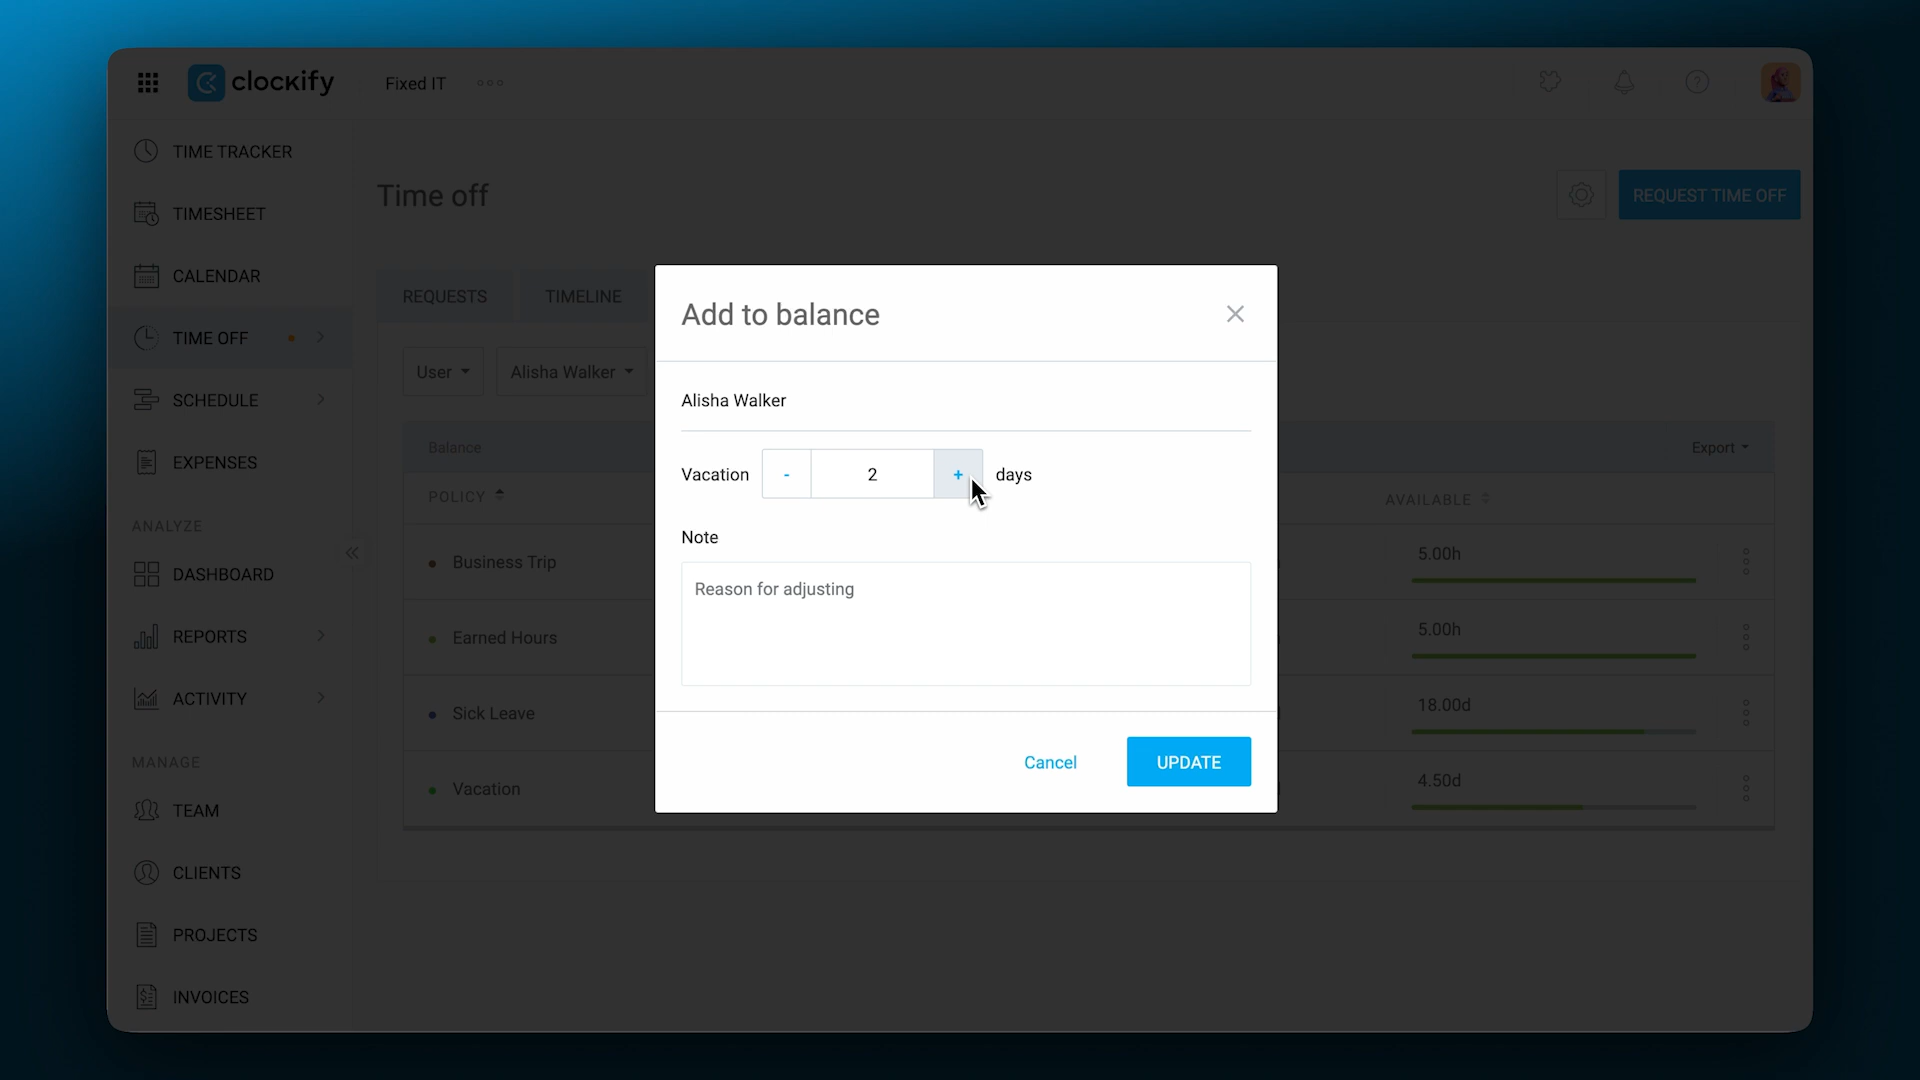 clockify
Fixed IT
TIME TRACKER
TIMESHEET
CALENDAR
TIME OFF
SCHEDULE
EXPENSES
ANALYZE
DASHBOARD
REPORTS
ACTIVITY
MANAGE
TEAM
CLIENTS
PROJECTS
INVOICES
Time off
REQUEST TIME OFF
REQUESTS
TIMELINE
User
Alisha Walker
Balance
Export
POLICY
AVAILABLE
Business Trip
5.00h
Earned Hours
5.00h
Sick Leave
18.00d
Vacation
4.50d
Add to balance
Alisha Walker
Vacation - 2 + days
Note
Reason for adjusting
Cancel
UPDATE